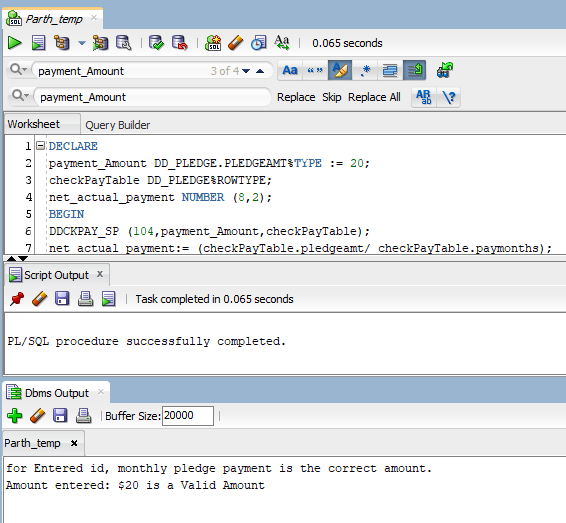 Parth_temp
0.065 seconds
payment_Amount 3 of 4
payment_Amount Replace Skip Replace All
Worksheet Query Builder
1 DECLARE
2 payment_Amount DD_PLEDGE.PLEDGEAMT%TYPE := 20;
3 checkPayTable DD_PLEDGE%ROWTYPE;
4 net_actual_payment NUMBER (8,2);
5 BEGIN
6 DDCKPAY_SP (104,payment_Amount,checkPayTable);
7 net_actual_payment:= (checkPayTable.pledgeamt/ checkPayTable.paymonths);
Script Output
Task completed in 0.065 seconds
PL/SQL procedure successfully completed.
Dbms Output
Buffer Size: 20000
Parth_temp
for Entered id, monthly pledge payment is the correct amount.
Amount entered: $20 is a Valid Amount